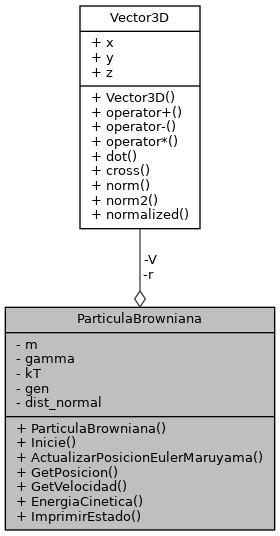 Vector3D
+ x
+ y
+ z
+ Vector3D()
+ operator+()
+ operator-()
+ operator*()
+ dot()
+ cross()
+ norm()
+ norm2()
+ normalized()
-V
-r
ParticulaBrowniana
- m
- gamma
- kT
- gen
- dist_normal
+ ParticulaBrowniana()
+ Inicie()
+ ActualizarPosicionEulerMaruyama()
+ GetPosicion()
+ GetVelocidad()
+ EnergiaCinetica()
+ ImprimirEstado()